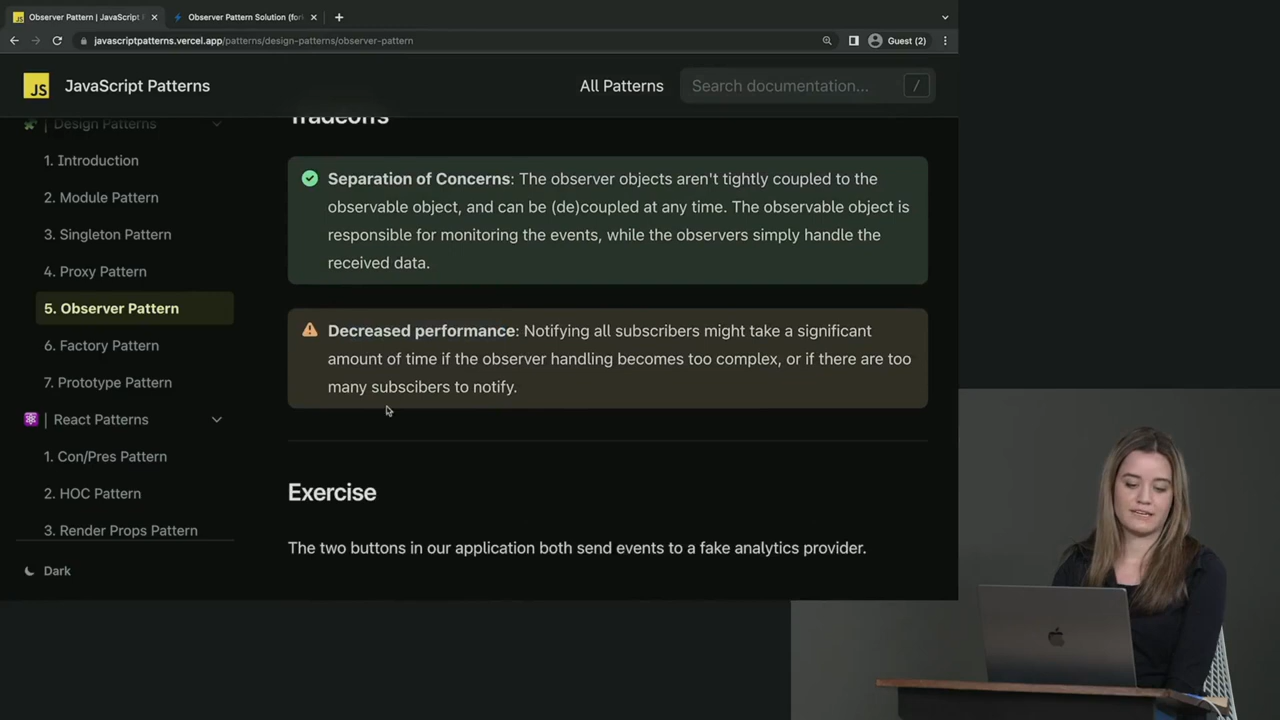 Observer Pattern | JavaScript
Observer Pattern Solution (for
javascriptpatterns.vercel.app/patterns/design-patterns/observer-pattern
Guest (2)
JS
JavaScript Patterns
All Patterns
Search documentation...
/
| Design Patterns
1. Introduction
2. Module Pattern
3. Singleton Pattern
4. Proxy Pattern
5. Observer Pattern
6. Factory Pattern
7. Prototype Pattern
| React Patterns
1. Con/Pres Pattern
2. HOC Pattern
3. Render Props Pattern
Dark
Tradeoffs
Separation of Concerns: The observer objects aren't tightly coupled to the
observable object, and can be (de)coupled at any time. The observable object is
responsible for monitoring the events, while the observers simply handle the
received data.
Decreased performance: Notifying all subscribers might take a significant
amount of time if the observer handling becomes too complex, or if there are too
many subscibers to notify.
Exercise
The two buttons in our application both send events to a fake analytics provider.